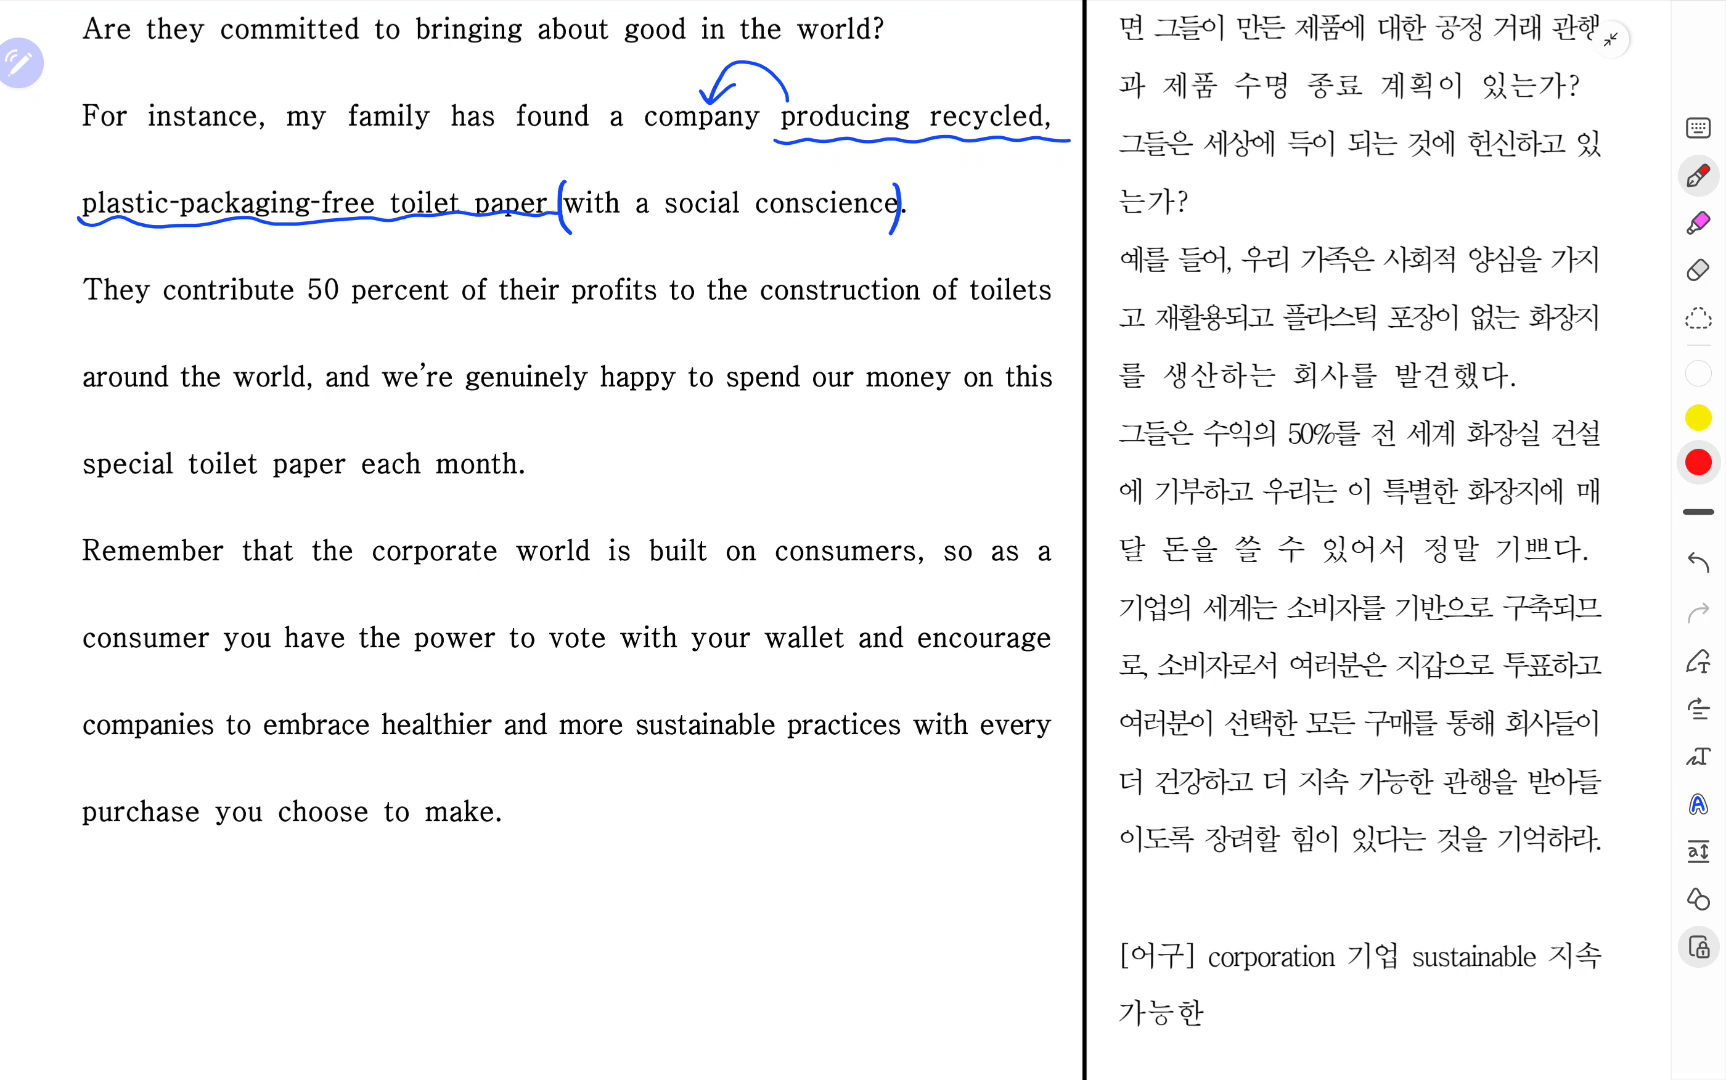 Are they committed to bringing about good in the world?
For instance, my family has found a company producing recycled,
plastic-packaging-free toilet paper (with a social conscience).
They contribute 50 percent of their profits to the construction of toilets
around the world, and we’re genuinely happy to spend our money on this
special toilet paper each month.
Remember that the corporate world is built on consumers, so as a
consumer you have the power to vote with your wallet and encourage
companies to embrace healthier and more sustainable practices with every
purchase you choose to make.
면 그들이 만든 제품에 대한 공정 거래 관행
과 제품 수명 종료 계획이 있는가?
그들은 세상에 득이 되는 것에 헌신하고 있
는가?
예를 들어, 우리 가족은 사회적 양심을 가지
고 재활용되고 플라스틱 포장이 없는 화장지
를 생산하는 회사를 발견했다.
그들은 수익의 50%를 전 세계 화장실 건설
에 기부하고 우리는 이 특별한 화장지에 매
달 돈을 쓸 수 있어서 정말 기쁘다.
기업의 세계는 소비자를 기반으로 구축되므
로, 소비자로서 여러분은 지갑으로 투표하고
여러분이 선택한 모든 구매를 통해 회사들이
더 건강하고 더 지속 가능한 관행을 받아들
이도록 장려할 힘이 있다는 것을 기억하라.
[어구] corporation 기업 sustainable 지속
가능한